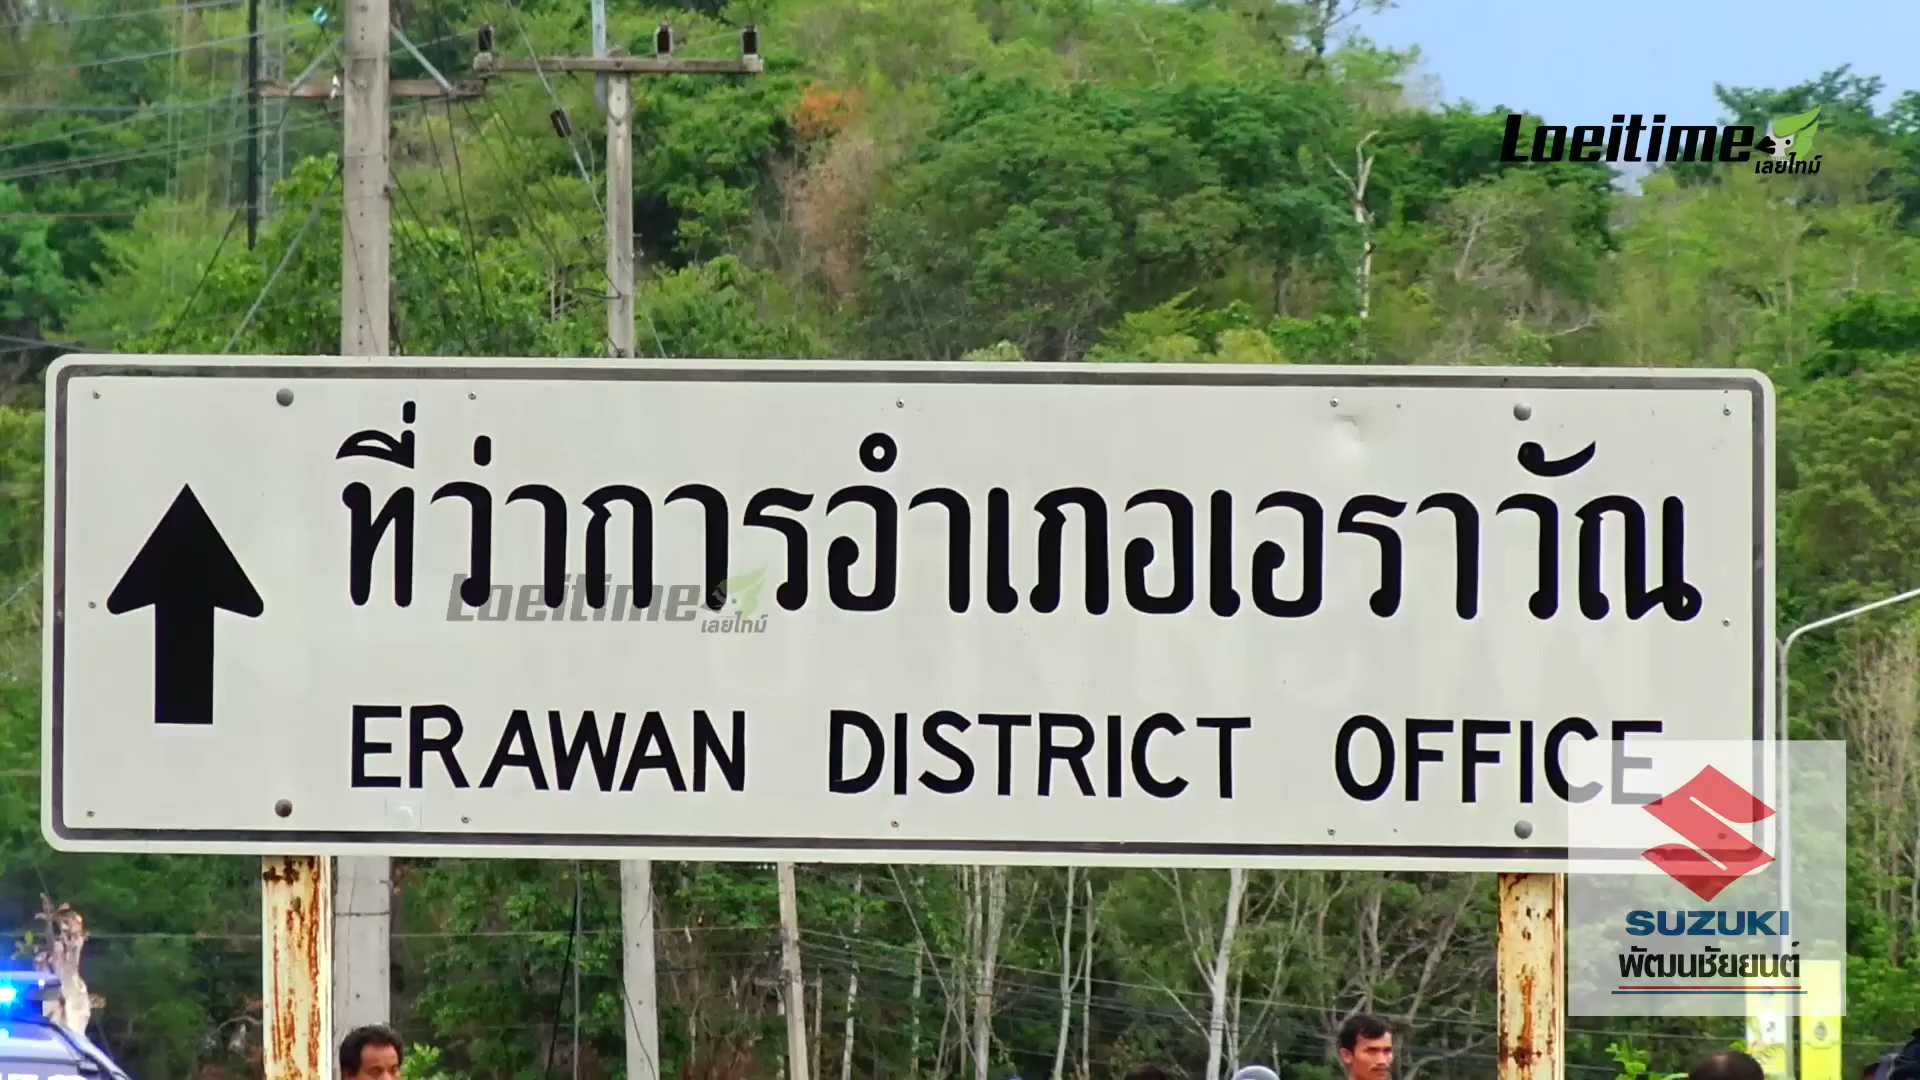 Loeitime
เลยไทม์
ที่ว่าการอำเภอเอราวัณ
Loeitime
เลยไทม์
ERAWAN DISTRICT OFFICE
SUZUKI
พัฒนชัยยนต์